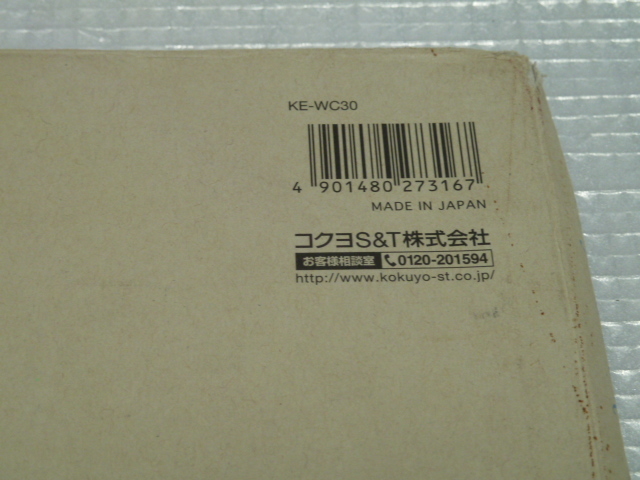 KE-WC30
4 901480 273167
MADE IN JAPAN
コクヨS&T株式会社
お客様相談室 0120-201594
http://www.kokuyo-st.co.jp/